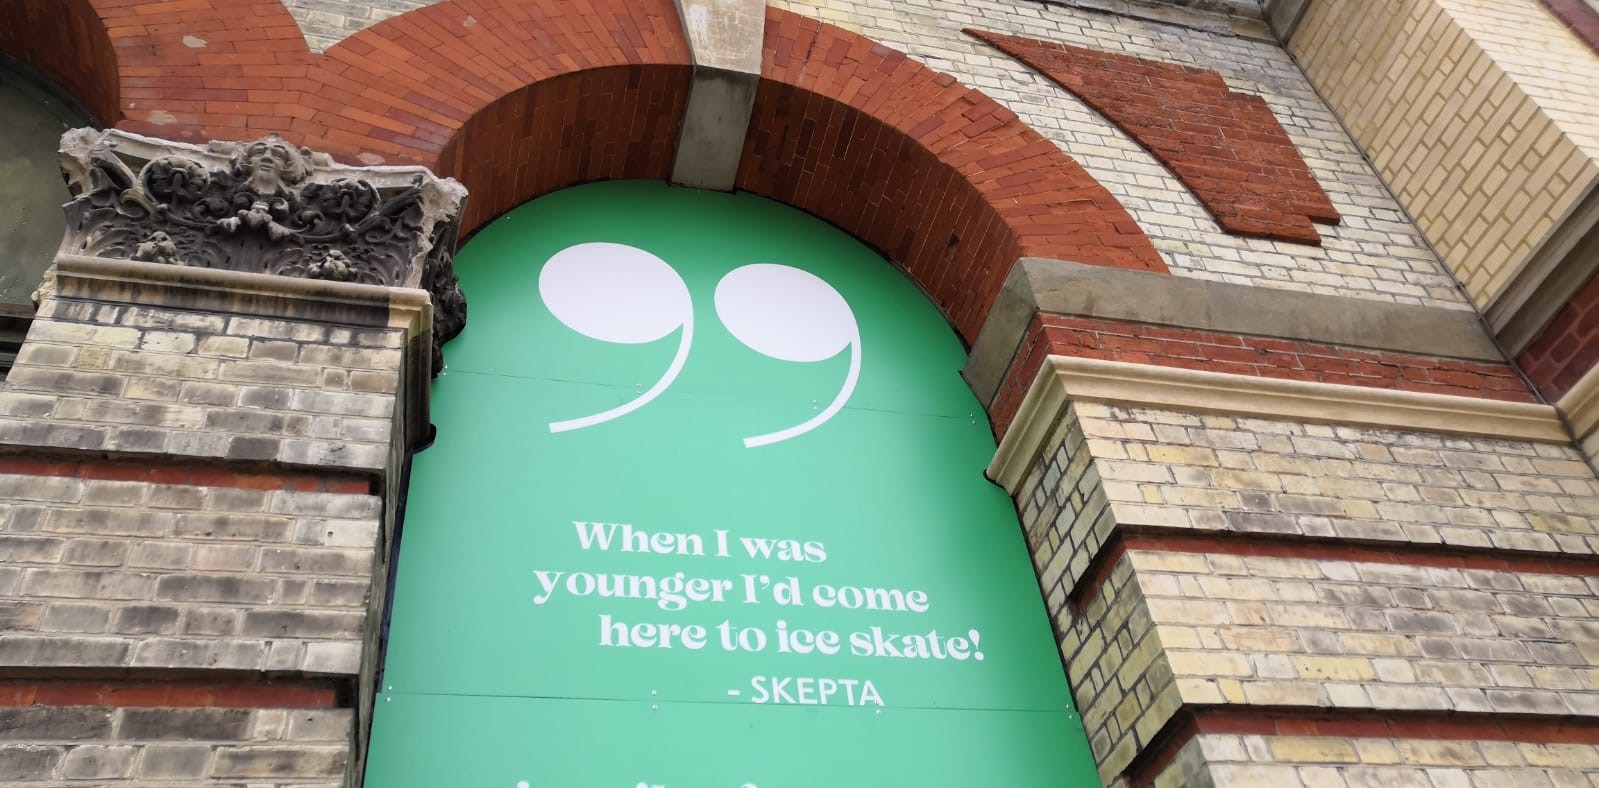 When I was
younger I'd come
here to ice skate!
- SKEPTA